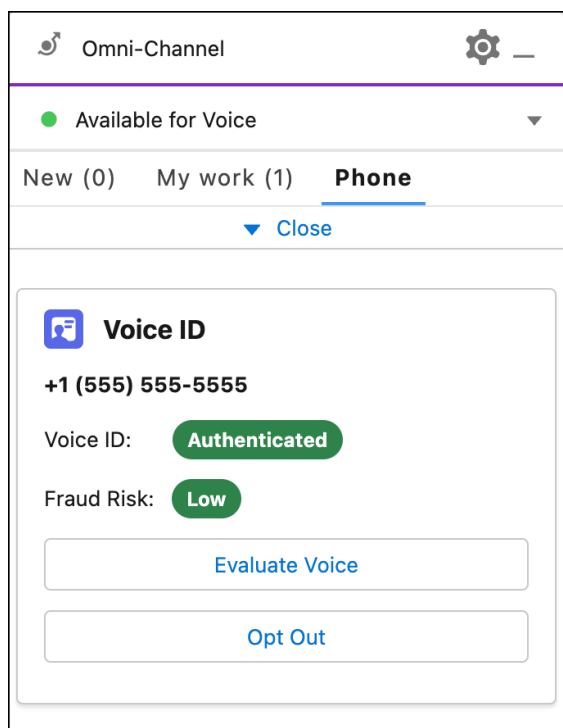 Omni-Channel
Available for Voice
New (0) My work (1) Phone
Close
Voice ID
+1 (555) 555-5555
Voice ID: Authenticated
Fraud Risk: Low
Evaluate Voice
Opt Out